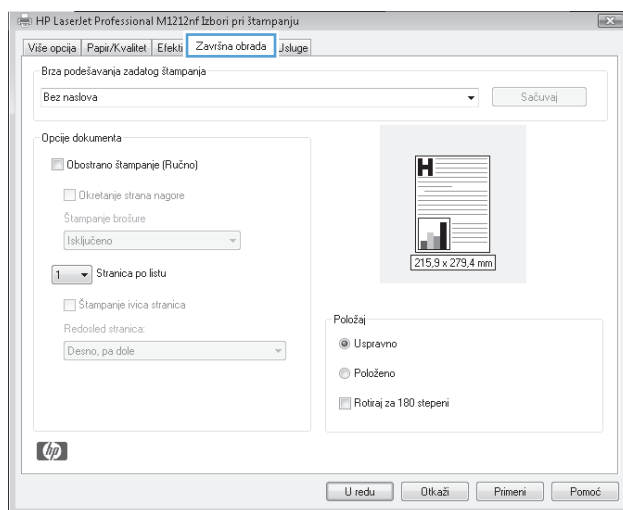 HP LaserJet Professional M1212nf Izbori pri štampanju
Više opcija Papir/Kvalitet Efekti Završna obrada Usluge
Brza podešavanja zadatog štampanja
Bez naslova Sačuvaj
Opcije dokumenta
Obostrano štampanje (Ručno)
Okretanje strana nagore
Štampanje brošure
Isključeno
1 Stranica po listu
Štampanje ivica stranica
Redosled stranica:
Desno, pa dole
H
215,9 x 279,4 mm
Položaj
Uspravno
Položeno
Rotiraj za 180 stepeni
hp
U redu Otkaži Primeni Pomoć